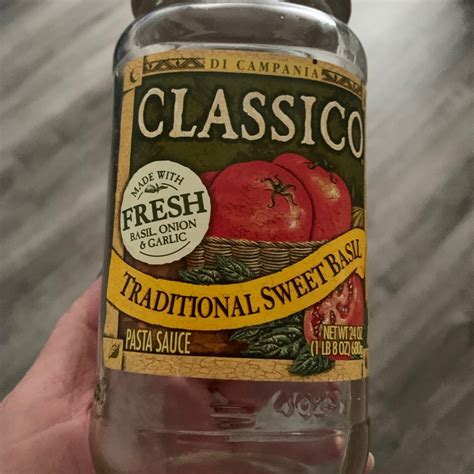 DI CAMPANIA
CLASSICO
MADE WITH
FRESH
BASIL, ONION
& GARLIC
TRADITIONAL SWEET BASIL
PASTA SAUCE
NET WT 24 OZ
(1 LB 8 OZ) 680g